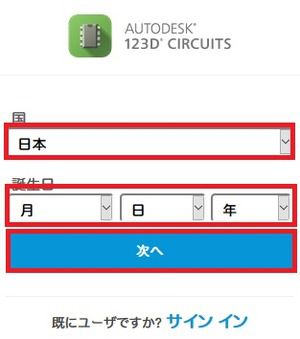 AUTODESK®
123D® CIRCUITS
国
日本
誕生日
月 日 年
次へ
既にユーザですか? サイン イン